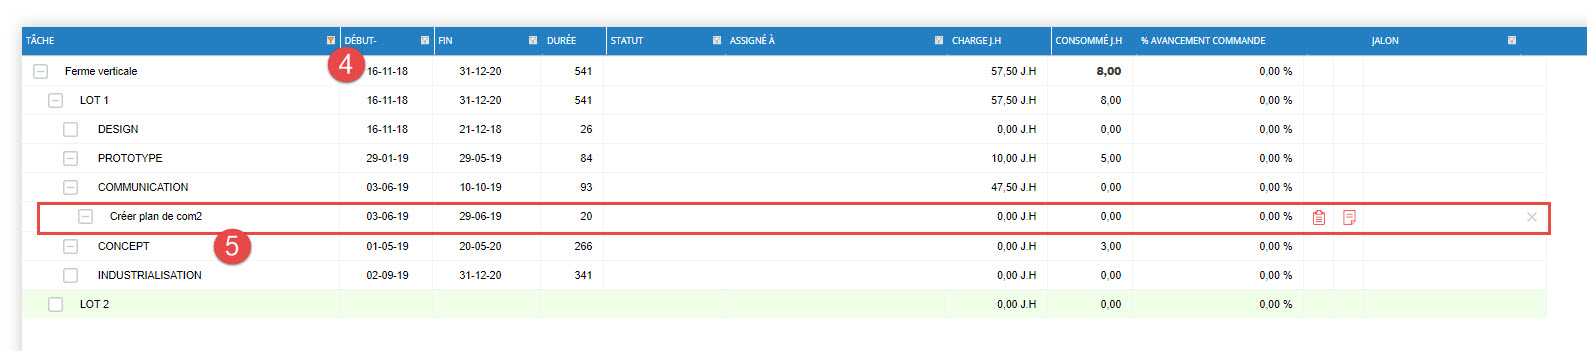 TÂCHE DÉBUT- FIN DURÉE STATUT ASSIGNÉ À CHARGE J.H CONSOMMÉ J.H % AVANCEMENT COMMANDE JALON
4
Ferme verticale 16-11-18 31-12-20 541 57,50 J.H 8,00 0,00 %
LOT 1 16-11-18 31-12-20 541 57,50 J.H 8,00 0,00 %
DESIGN 16-11-18 21-12-18 26 0,00 J.H 0,00 0,00 %
PROTOTYPE 29-01-19 29-05-19 84 10,00 J.H 5,00 0,00 %
COMMUNICATION 03-06-19 10-10-19 93 47,50 J.H 0,00 0,00 %
Créer plan de com2 03-06-19 29-06-19 20 0,00 J.H 0,00 0,00 %
CONCEPT 5 01-05-19 20-05-20 266 0,00 J.H 3,00 0,00 %
INDUSTRIALISATION 02-09-19 31-12-20 341 0,00 J.H 0,00 0,00 %
LOT 2 0,00 J.H 0,00 0,00 %